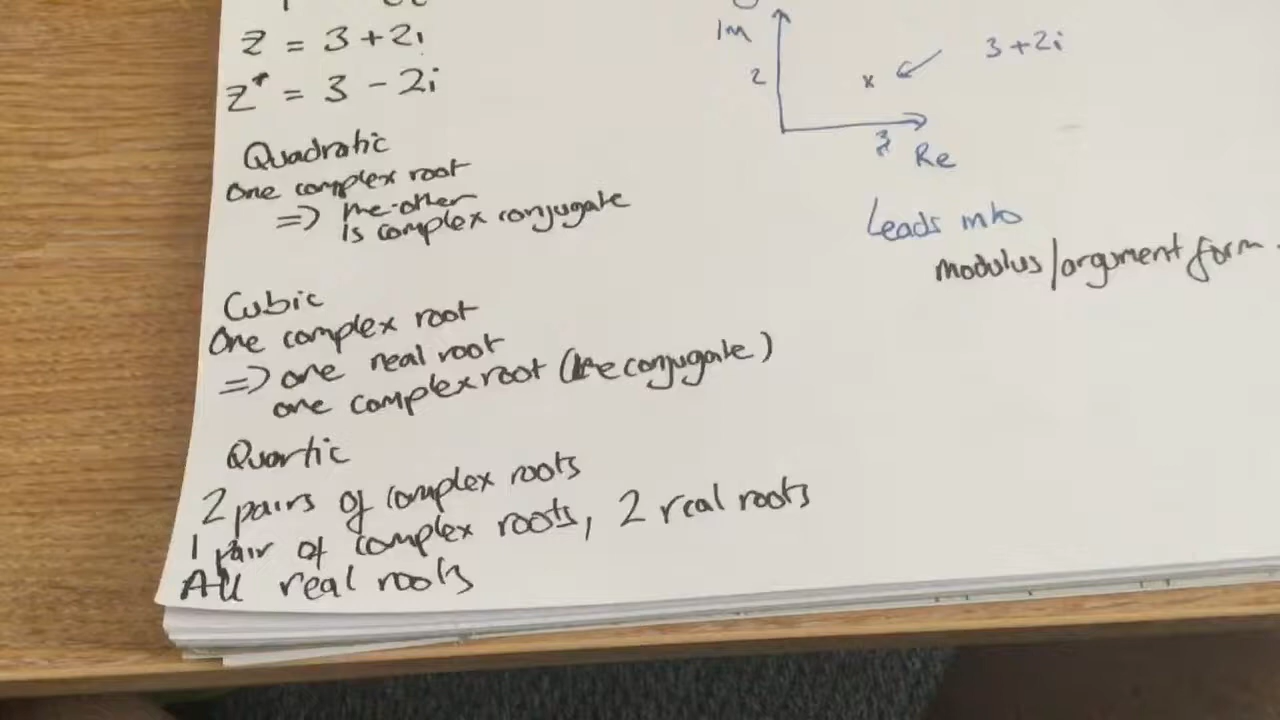 z = 3 + 2i
z* = 3 - 2i
Quadratic
One complex root
=> the other
is complex conjugate
Cubic
One complex root
=> one real root
one complex root (the conjugate)
Quartic
2 pairs of complex roots
1 pair of complex roots, 2 real roots
All real roots
Im
2
x
3+2i
3
Re
Leads into
modulus/argument form.